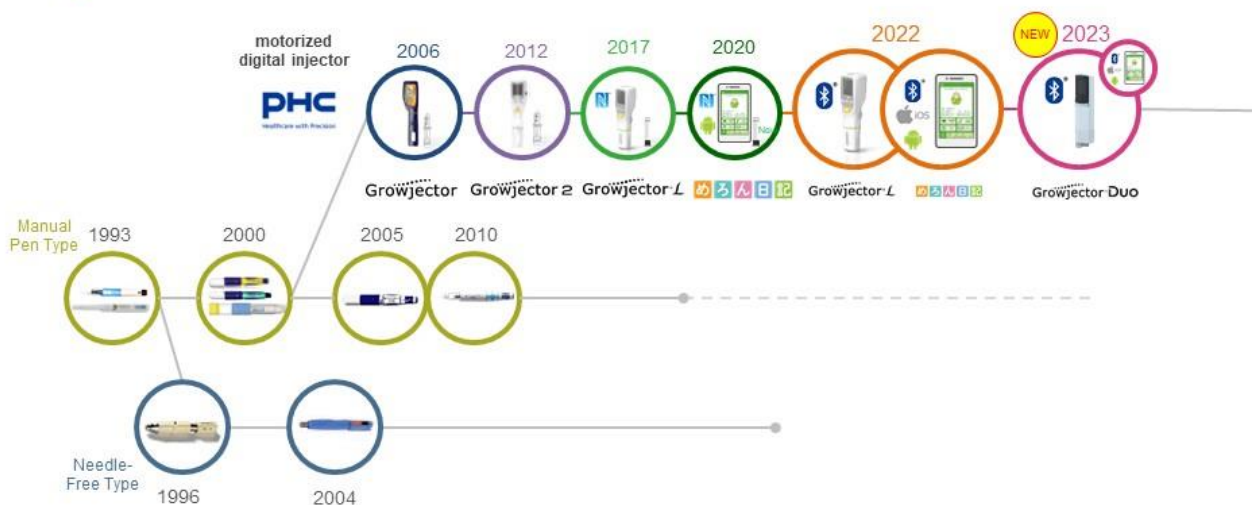 motorized
digital injector
PHC
Healthcare with Precision
2006
2012
2017
2020
2022
NEW
2023
iOS
Growjector
Growjector 2
Growjector L
めろん日記
Growjector L
めろん日記
Growjector Duo
Manual
Pen Type
1993
2000
2005
2010
Needle-
Free Type
1996
2004